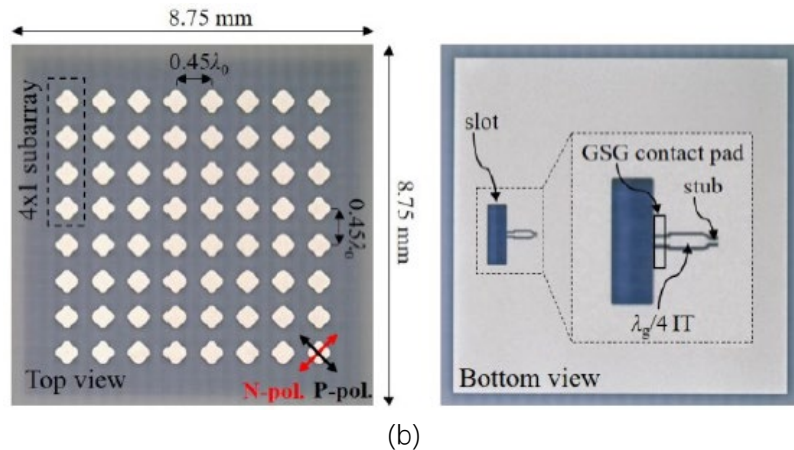 8.75 mm
0.45λ₀
4x1 subarray
0.45λ₀
8.75 mm
Top view
N-pol. P-pol.
slot
GSG contact pad
stub
λg/4 IT
Bottom view
(b)